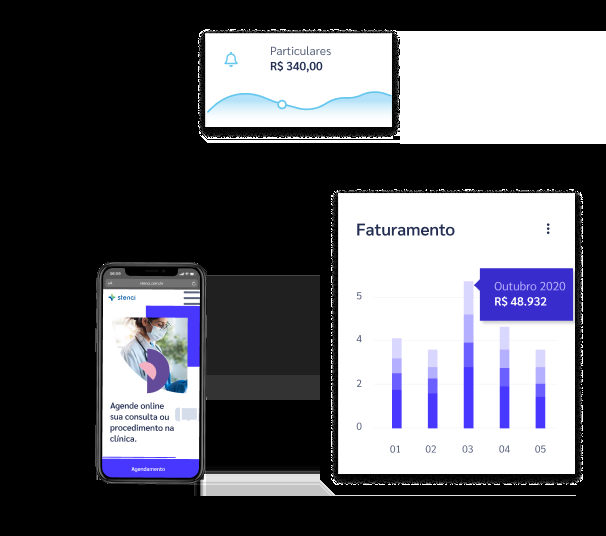 Particulares
R$ 340,00
Faturamento
Outubro 2020
R$ 48.932
5
4
2
0
01
02
03
04
05
stenci
Agende online
sua consulta ou
procedimento na
clínica.
Agendamento